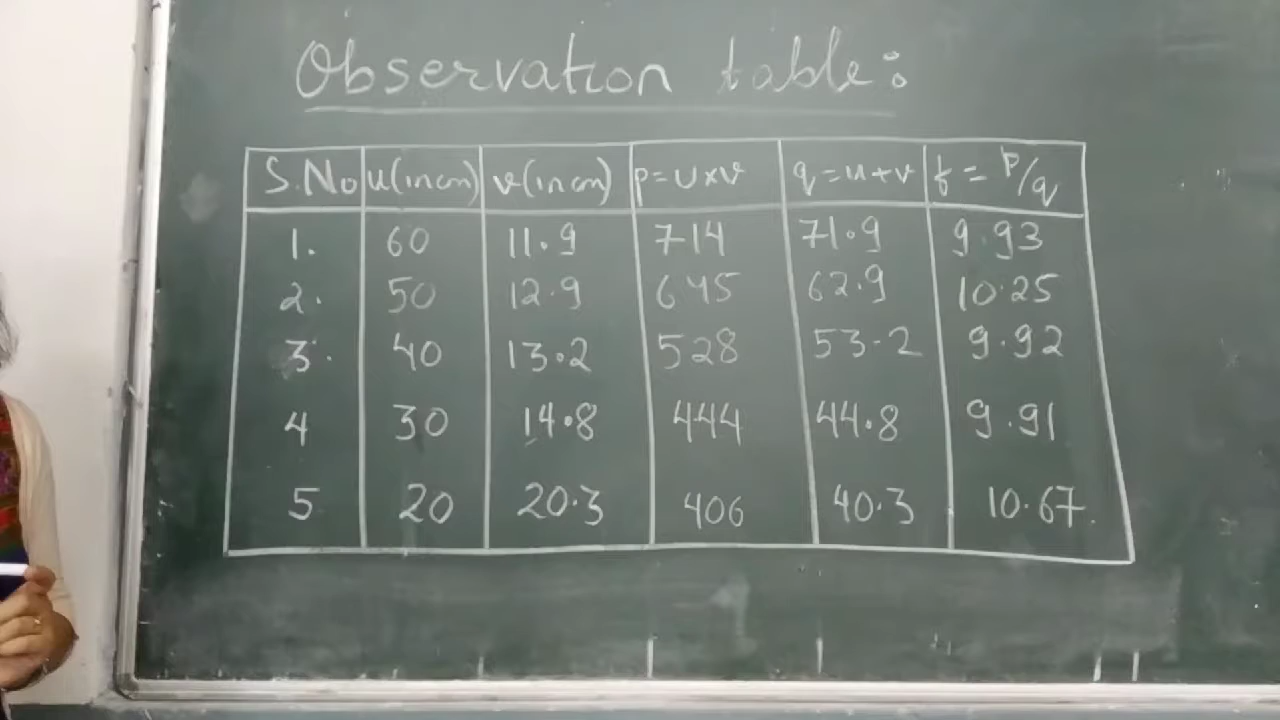 Observation table:
S.No u(in cm) v(in cm) p=u×v q=u+v f=p/q
1. 60 11.9 714 71.9 9.93
2. 50 12.9 645 62.9 10.25
3. 40 13.2 528 53.2 9.92
4 30 14.8 444 44.8 9.91
5 20 20.3 406 40.3 10.67.